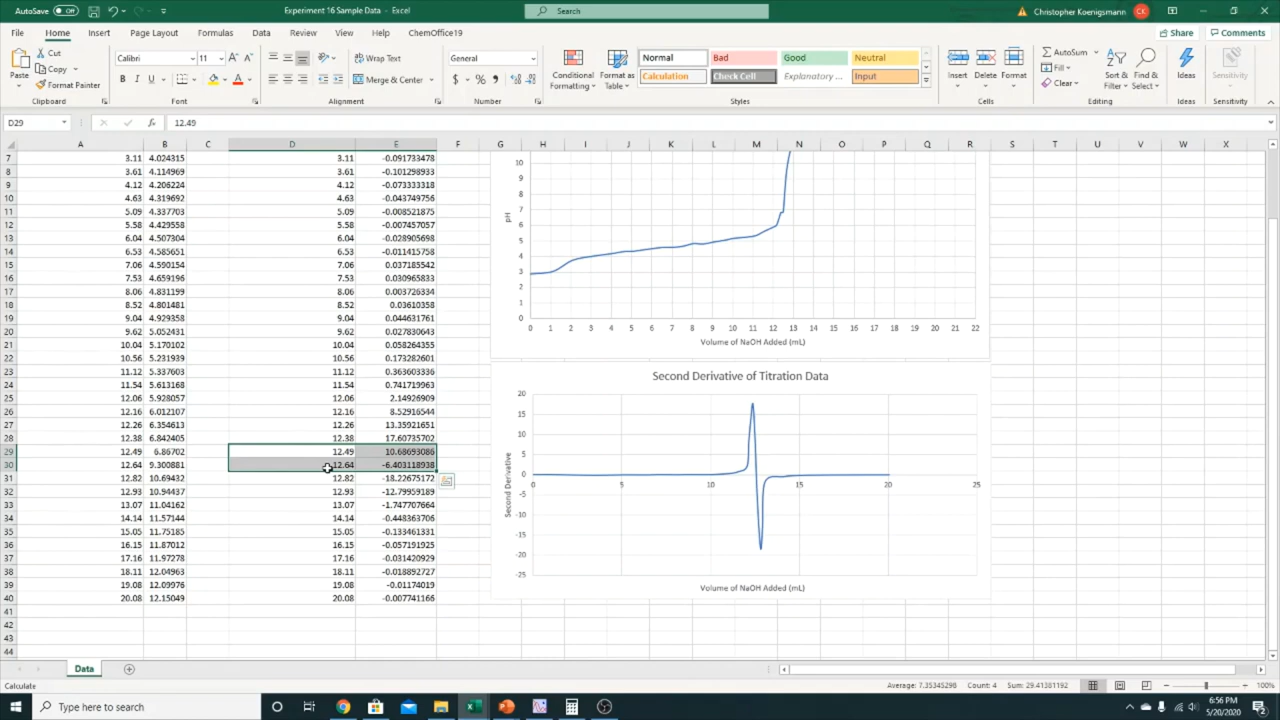 AutoSave Off Experiment 16 Sample Data - Excel Search Christopher Koenigsmann CK
File Home Insert Page Layout Formulas Data Review View Help ChemOffice19 Share Comments
Cut Calibri 11 Wrap Text General Normal Bad Good Neutral AutoSum
Paste Copy Format Painter Merge & Center Conditional Formatting Format as Table Calculation Check Cell Explanatory ... Input Insert Delete Format Fill Clear Sort & Filter Find & Select Ideas Sensitivity
Clipboard Font Alignment Number Styles Cells Editing Ideas Sensitivity
D29 fx 12.49
A B C D E F G H I J K L M N O P Q R S T U V W X
7 3.11 4.024315 3.11 -0.091733478
8 3.61 4.114969 3.61 -0.101298933
9 4.12 4.206224 4.12 -0.073333318
10 4.63 4.319692 4.63 -0.043749756
11 5.09 4.337703 5.09 -0.008521875
12 5.58 4.429558 5.58 -0.007457057
13 6.04 4.507304 6.04 -0.028905698
14 6.53 4.585651 6.53 -0.011415758
15 7.06 4.590154 7.06 0.037185542
16 7.53 4.659196 7.53 0.030965833
17 8.06 4.831199 8.06 0.003726334
18 8.52 4.801481 8.52 0.03610358
19 9.04 4.929358 9.04 0.044631761
20 9.62 5.052431 9.62 0.027830643
21 10.04 5.170102 10.04 0.058264355
22 10.56 5.231939 10.56 0.173282601
23 11.12 5.337603 11.12 0.363603336
24 11.54 5.613168 11.54 0.741719963
25 12.06 5.928057 12.06 2.14926909
26 12.16 6.012107 12.16 8.52916544
27 12.26 6.354613 12.26 13.35921651
28 12.38 6.842405 12.38 17.60735702
29 12.49 6.86702 12.49 10.68693086
30 12.64 9.300881 12.64 -6.403118938
31 12.82 10.69432 12.82 -18.22675172
32 12.93 10.94437 12.93 -12.79959189
33 13.07 11.04162 13.07 -1.747707664
34 14.14 11.57144 14.14 -0.448363706
35 15.05 11.75185 15.05 -0.133461331
36 16.15 11.87012 16.15 -0.057191925
37 17.16 11.97278 17.16 -0.031420929
38 18.11 12.04963 18.11 -0.018892727
39 19.08 12.09976 19.08 -0.01174019
40 20.08 12.15049 20.08 -0.007741166
41
42
43
44
10
9
8
7
6
5
4
3
2
1
0
pH
0 1 2 3 4 5 6 7 8 9 10 11 12 13 14 15 16 17 18 19 20 21 22
Volume of NaOH Added (mL)
Second Derivative of Titration Data
20
15
10
5
0
-5
-10
-15
-20
-25
Second Derivative
0 5 10 15 20 25
Volume of NaOH Added (mL)
Data
Calculate Average: 7.35345298 Count: 4 Sum: 29.41381192 100%
Type here to search 6:56 PM
5/20/2020